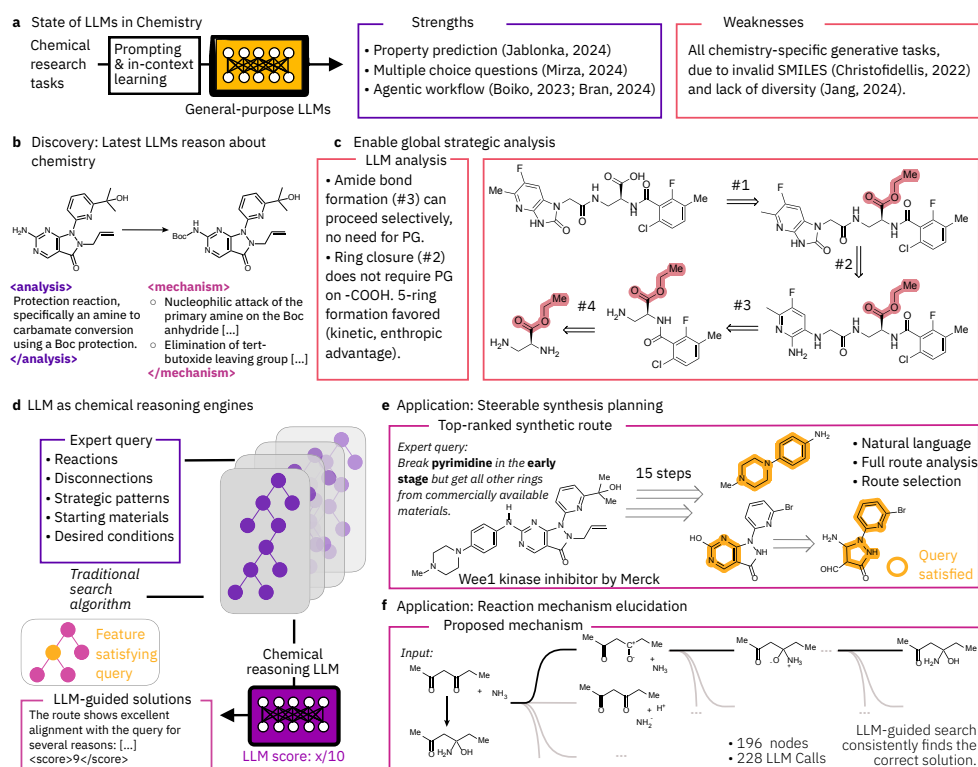 a State of LLMs in Chemistry
Chemical
research
tasks
Prompting
& in-context
learning
General-purpose LLMs
Strengths
• Property prediction (Jablonka, 2024)
• Multiple choice questions (Mirza, 2024)
• Agentic workflow (Boiko, 2023; Bran, 2024)
Weaknesses
All chemistry-specific generative tasks,
due to invalid SMILES (Christofidellis, 2022)
and lack of diversity (Jang, 2024).
b Discovery: Latest LLMs reason about
chemistry
<analysis>
Protection reaction,
specifically an amine to
carbamate conversion
using a Boc protection.
</analysis>
<mechanism>
○ Nucleophilic attack of the
primary amine on the Boc
anhydride [...]
○ Elimination of tert-
butoxide leaving group [...]
</mechanism>
c Enable global strategic analysis
LLM analysis
• Amide bond
formation (#3) can
proceed selectively,
no need for PG.
• Ring closure (#2)
does not require PG
on -COOH. 5-ring
formation favored
(kinetic, enthropic
advantage).
#1
#2
#3
#4
d LLM as chemical reasoning engines
Expert query
• Reactions
• Disconnections
• Strategic patterns
• Starting materials
• Desired conditions
Traditional
search
algorithm
Feature
satisfying
query
Chemical
reasoning LLM
LLM score: x/10
LLM-guided solutions
The route shows excellent
alignment with the query for
several reasons: [...]
<score>9</score>
e Application: Steerable synthesis planning
Top-ranked synthetic route
Expert query:
Break pyrimidine in the early
stage but get all other rings
from commercially available
materials.
15 steps
• Natural language
• Full route analysis
• Route selection
Wee1 kinase inhibitor by Merck
Query
satisfied
f Application: Reaction mechanism elucidation
Proposed mechanism
Input:
• 196 nodes
• 228 LLM Calls
LLM-guided search
consistently finds the
correct solution.